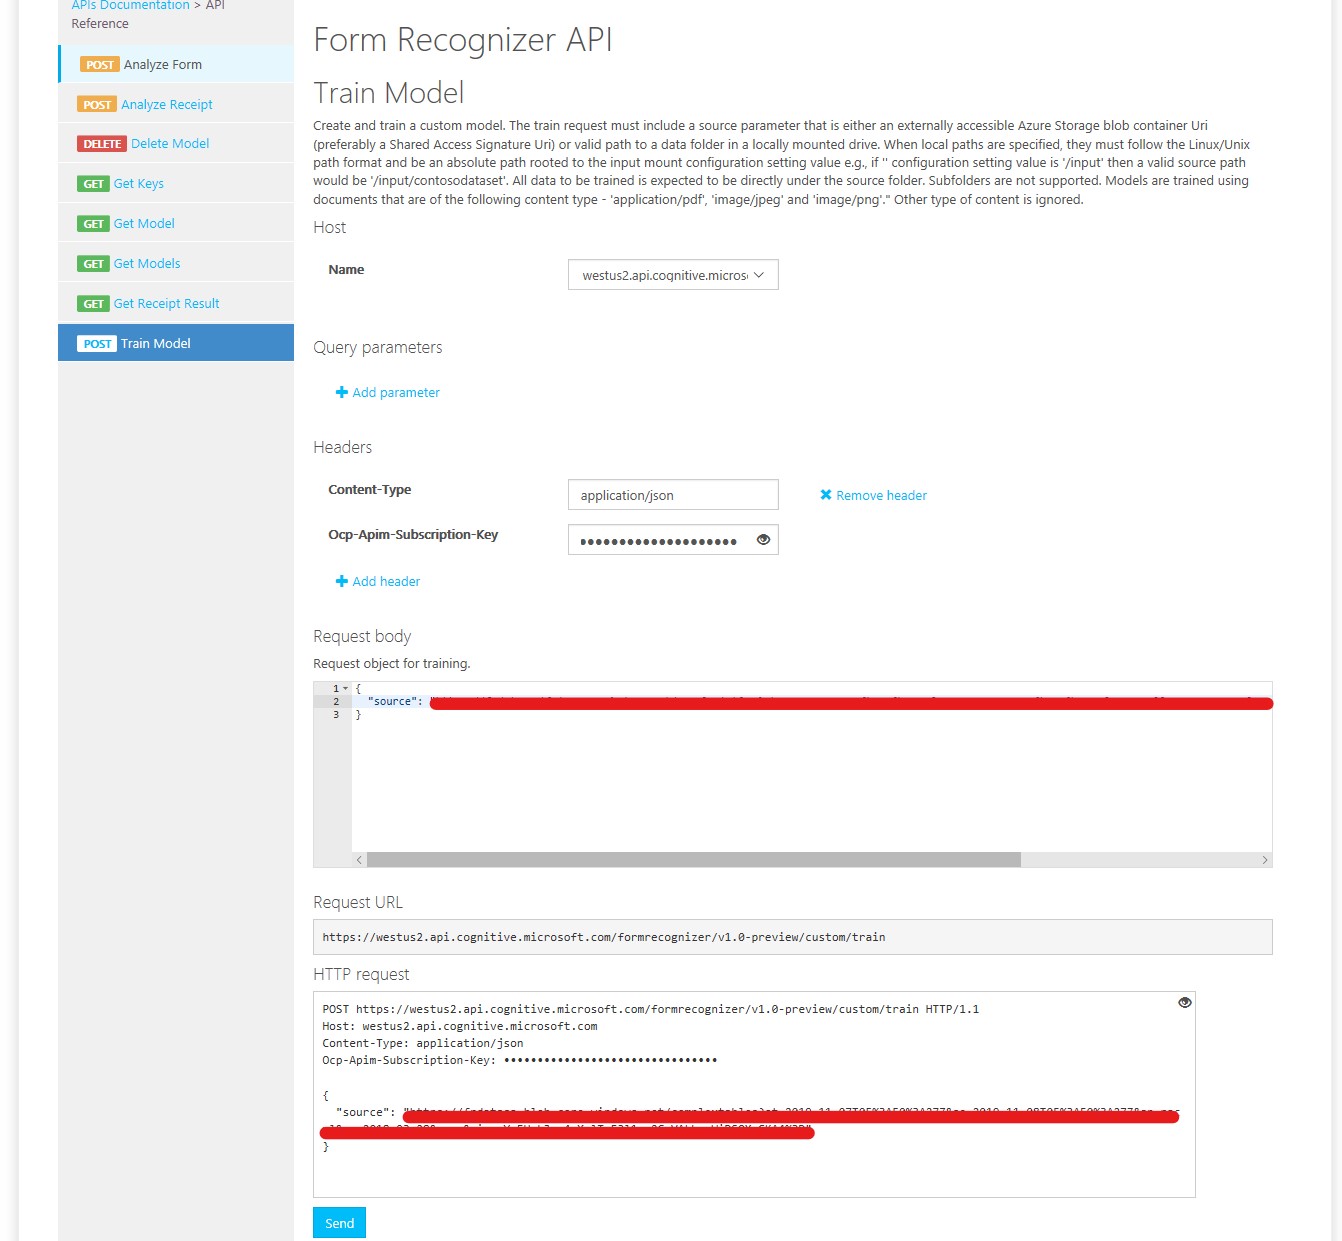 APIs Documentation > API
Reference
POST Analyze Form
POST Analyze Receipt
DELETE Delete Model
GET Get Keys
GET Get Model
GET Get Models
GET Get Receipt Result
POST Train Model
Form Recognizer API
Train Model
Create and train a custom model. The train request must include a source parameter that is either an externally accessible Azure Storage blob container Uri
(preferably a Shared Access Signature Uri) or valid path to a data folder in a locally mounted drive. When local paths are specified, they must follow the Linux/Unix
path format and be an absolute path rooted to the input mount configuration setting value e.g., if '' configuration setting value is '/input' then a valid source path
would be '/input/contosodataset'. All data to be trained is expected to be directly under the source folder. Subfolders are not supported. Models are trained using
documents that are of the following content type - 'application/pdf', 'image/jpeg' and 'image/png'." Other type of content is ignored.
Host
Name
westus2.api.cognitive.micros
Query parameters
Add parameter
Headers
Content-Type
application/json
Remove header
Ocp-Apim-Subscription-Key
••••••••••••••••••••
Add header
Request body
Request object for training.
1 {
2 "source":
3 }
Request URL
https://westus2.api.cognitive.microsoft.com/formrecognizer/v1.0-preview/custom/train
HTTP request
POST https://westus2.api.cognitive.microsoft.com/formrecognizer/v1.0-preview/custom/train HTTP/1.1
Host: westus2.api.cognitive.microsoft.com
Content-Type: application/json
Ocp-Apim-Subscription-Key: ••••••••••••••••••••••••••••••••
{
"source":
}
Send